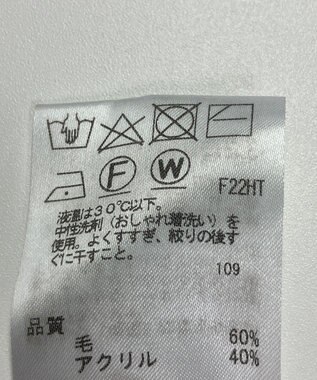 F W F22HT
液温は30℃以下。
中性洗剤(おしゃれ着洗い)を
使用。よくすすぎ、絞りの後す
ぐに干すこと。
109
品質
毛 60%
アクリル 40%